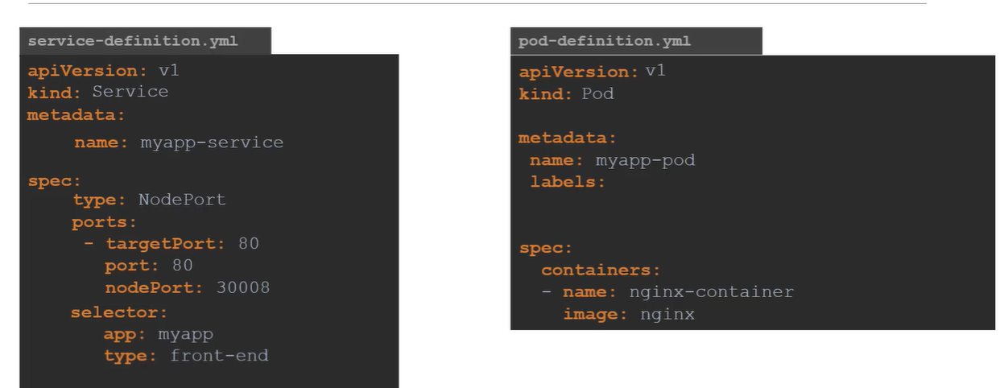 service-definition.yml
apiVersion: v1
kind: Service
metadata:
name: myapp-service
spec:
type: NodePort
ports:
- targetPort: 80
port: 80
nodePort: 30008
selector:
app: myapp
type: front-end
pod-definition.yml
apiVersion: v1
kind: Pod
metadata:
name: myapp-pod
labels:
spec:
containers:
- name: nginx-container
image: nginx